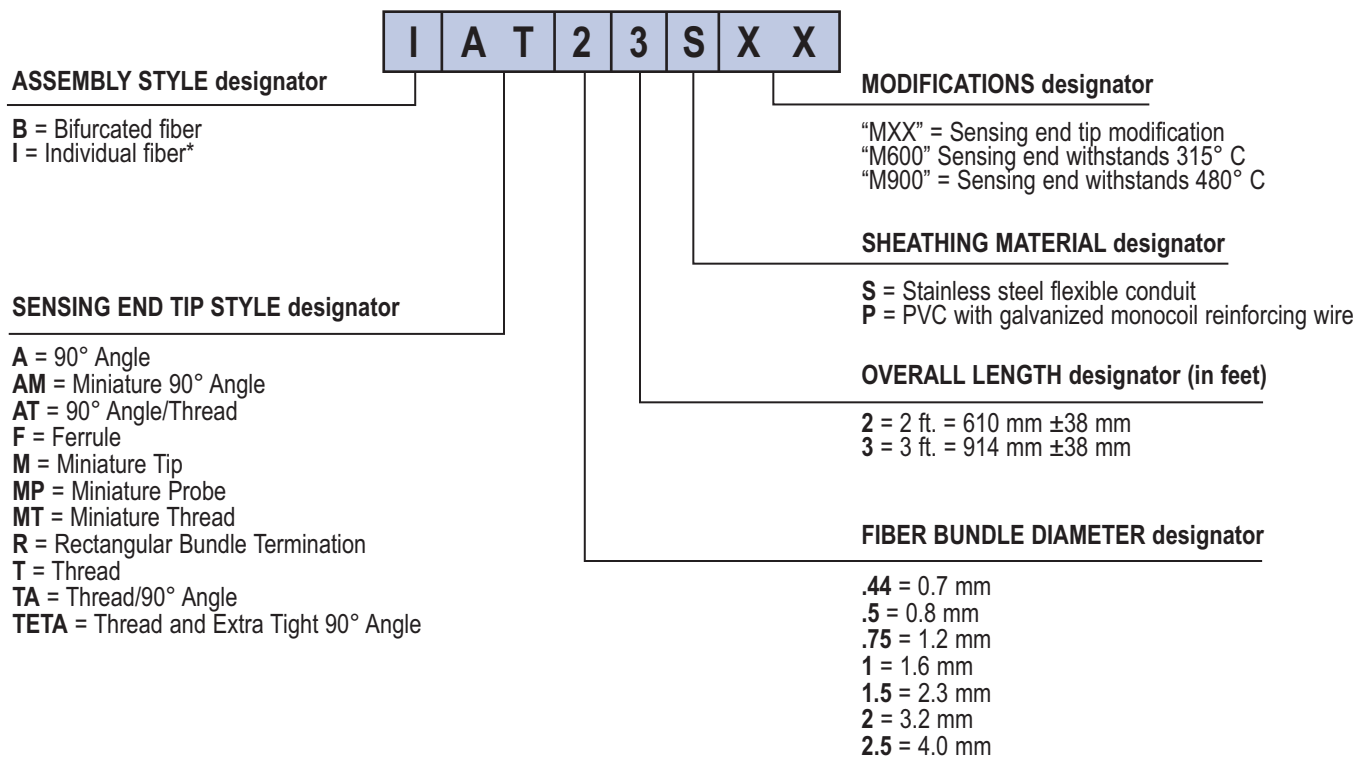 I A T 2 3 S X X
ASSEMBLY STYLE designator
B = Bifurcated fiber
I = Individual fiber*
SENSING END TIP STYLE designator
A = 90° Angle
AM = Miniature 90° Angle
AT = 90° Angle/Thread
F = Ferrule
M = Miniature Tip
MP = Miniature Probe
MT = Miniature Thread
R = Rectangular Bundle Termination
T = Thread
TA = Thread/90° Angle
TETA = Thread and Extra Tight 90° Angle
MODIFICATIONS designator
“MXX” = Sensing end tip modification
“M600” Sensing end withstands 315° C
“M900” = Sensing end withstands 480° C
SHEATHING MATERIAL designator
S = Stainless steel flexible conduit
P = PVC with galvanized monocoil reinforcing wire
OVERALL LENGTH designator (in feet)
2 = 2 ft. = 610 mm ±38 mm
3 = 3 ft. = 914 mm ±38 mm
FIBER BUNDLE DIAMETER designator
.44 = 0.7 mm
.5 = 0.8 mm
.75 = 1.2 mm
1 = 1.6 mm
1.5 = 2.3 mm
2 = 3.2 mm
2.5 = 4.0 mm